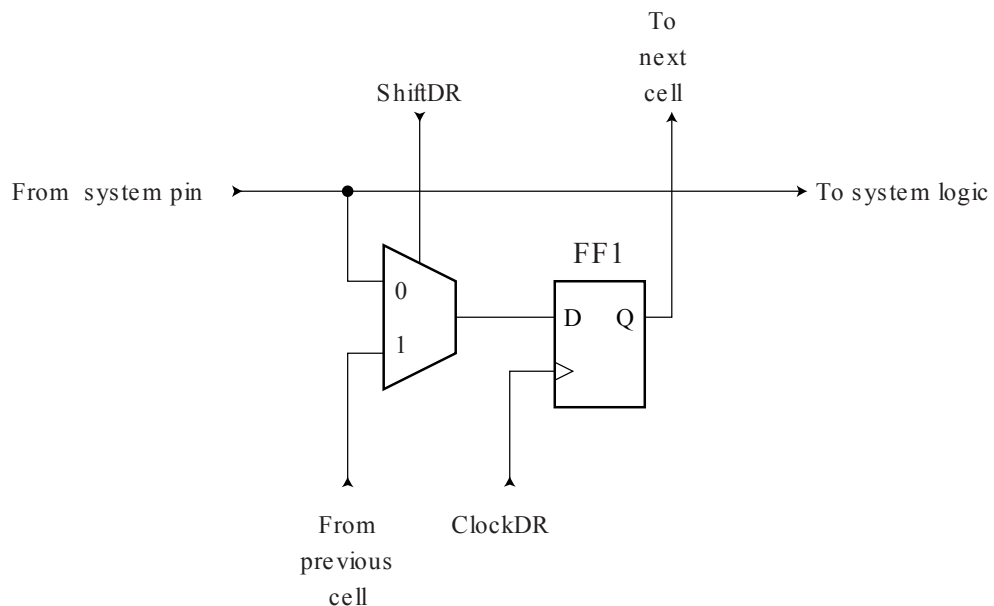 To
next
cell
ShiftDR
From system pin
To system logic
FF1
0
D Q
1
From
previous
cell
ClockDR